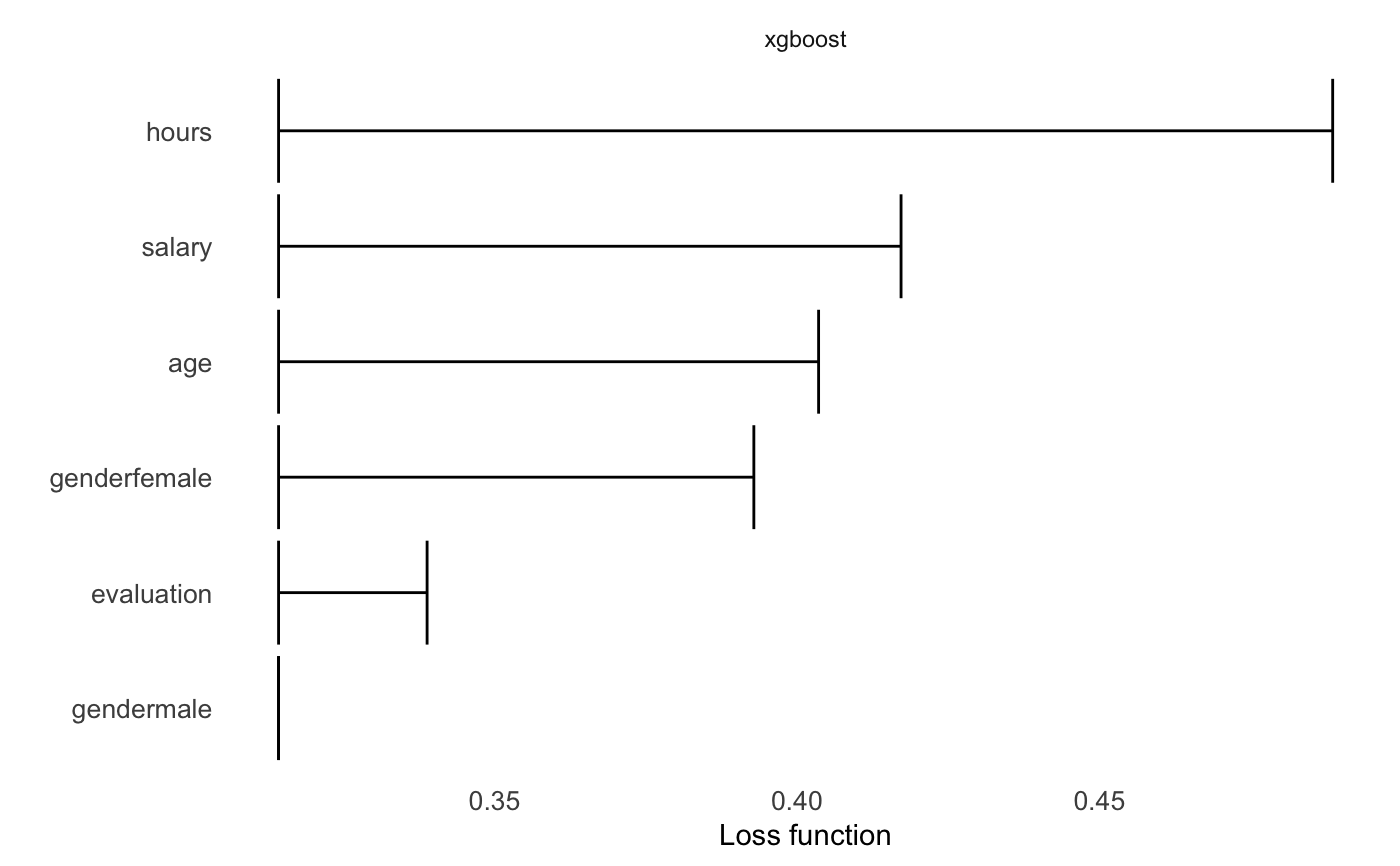 xgboost
hours
salary
age
genderfemale
evaluation
gendermale
0.35 0.40 0.45
Loss function